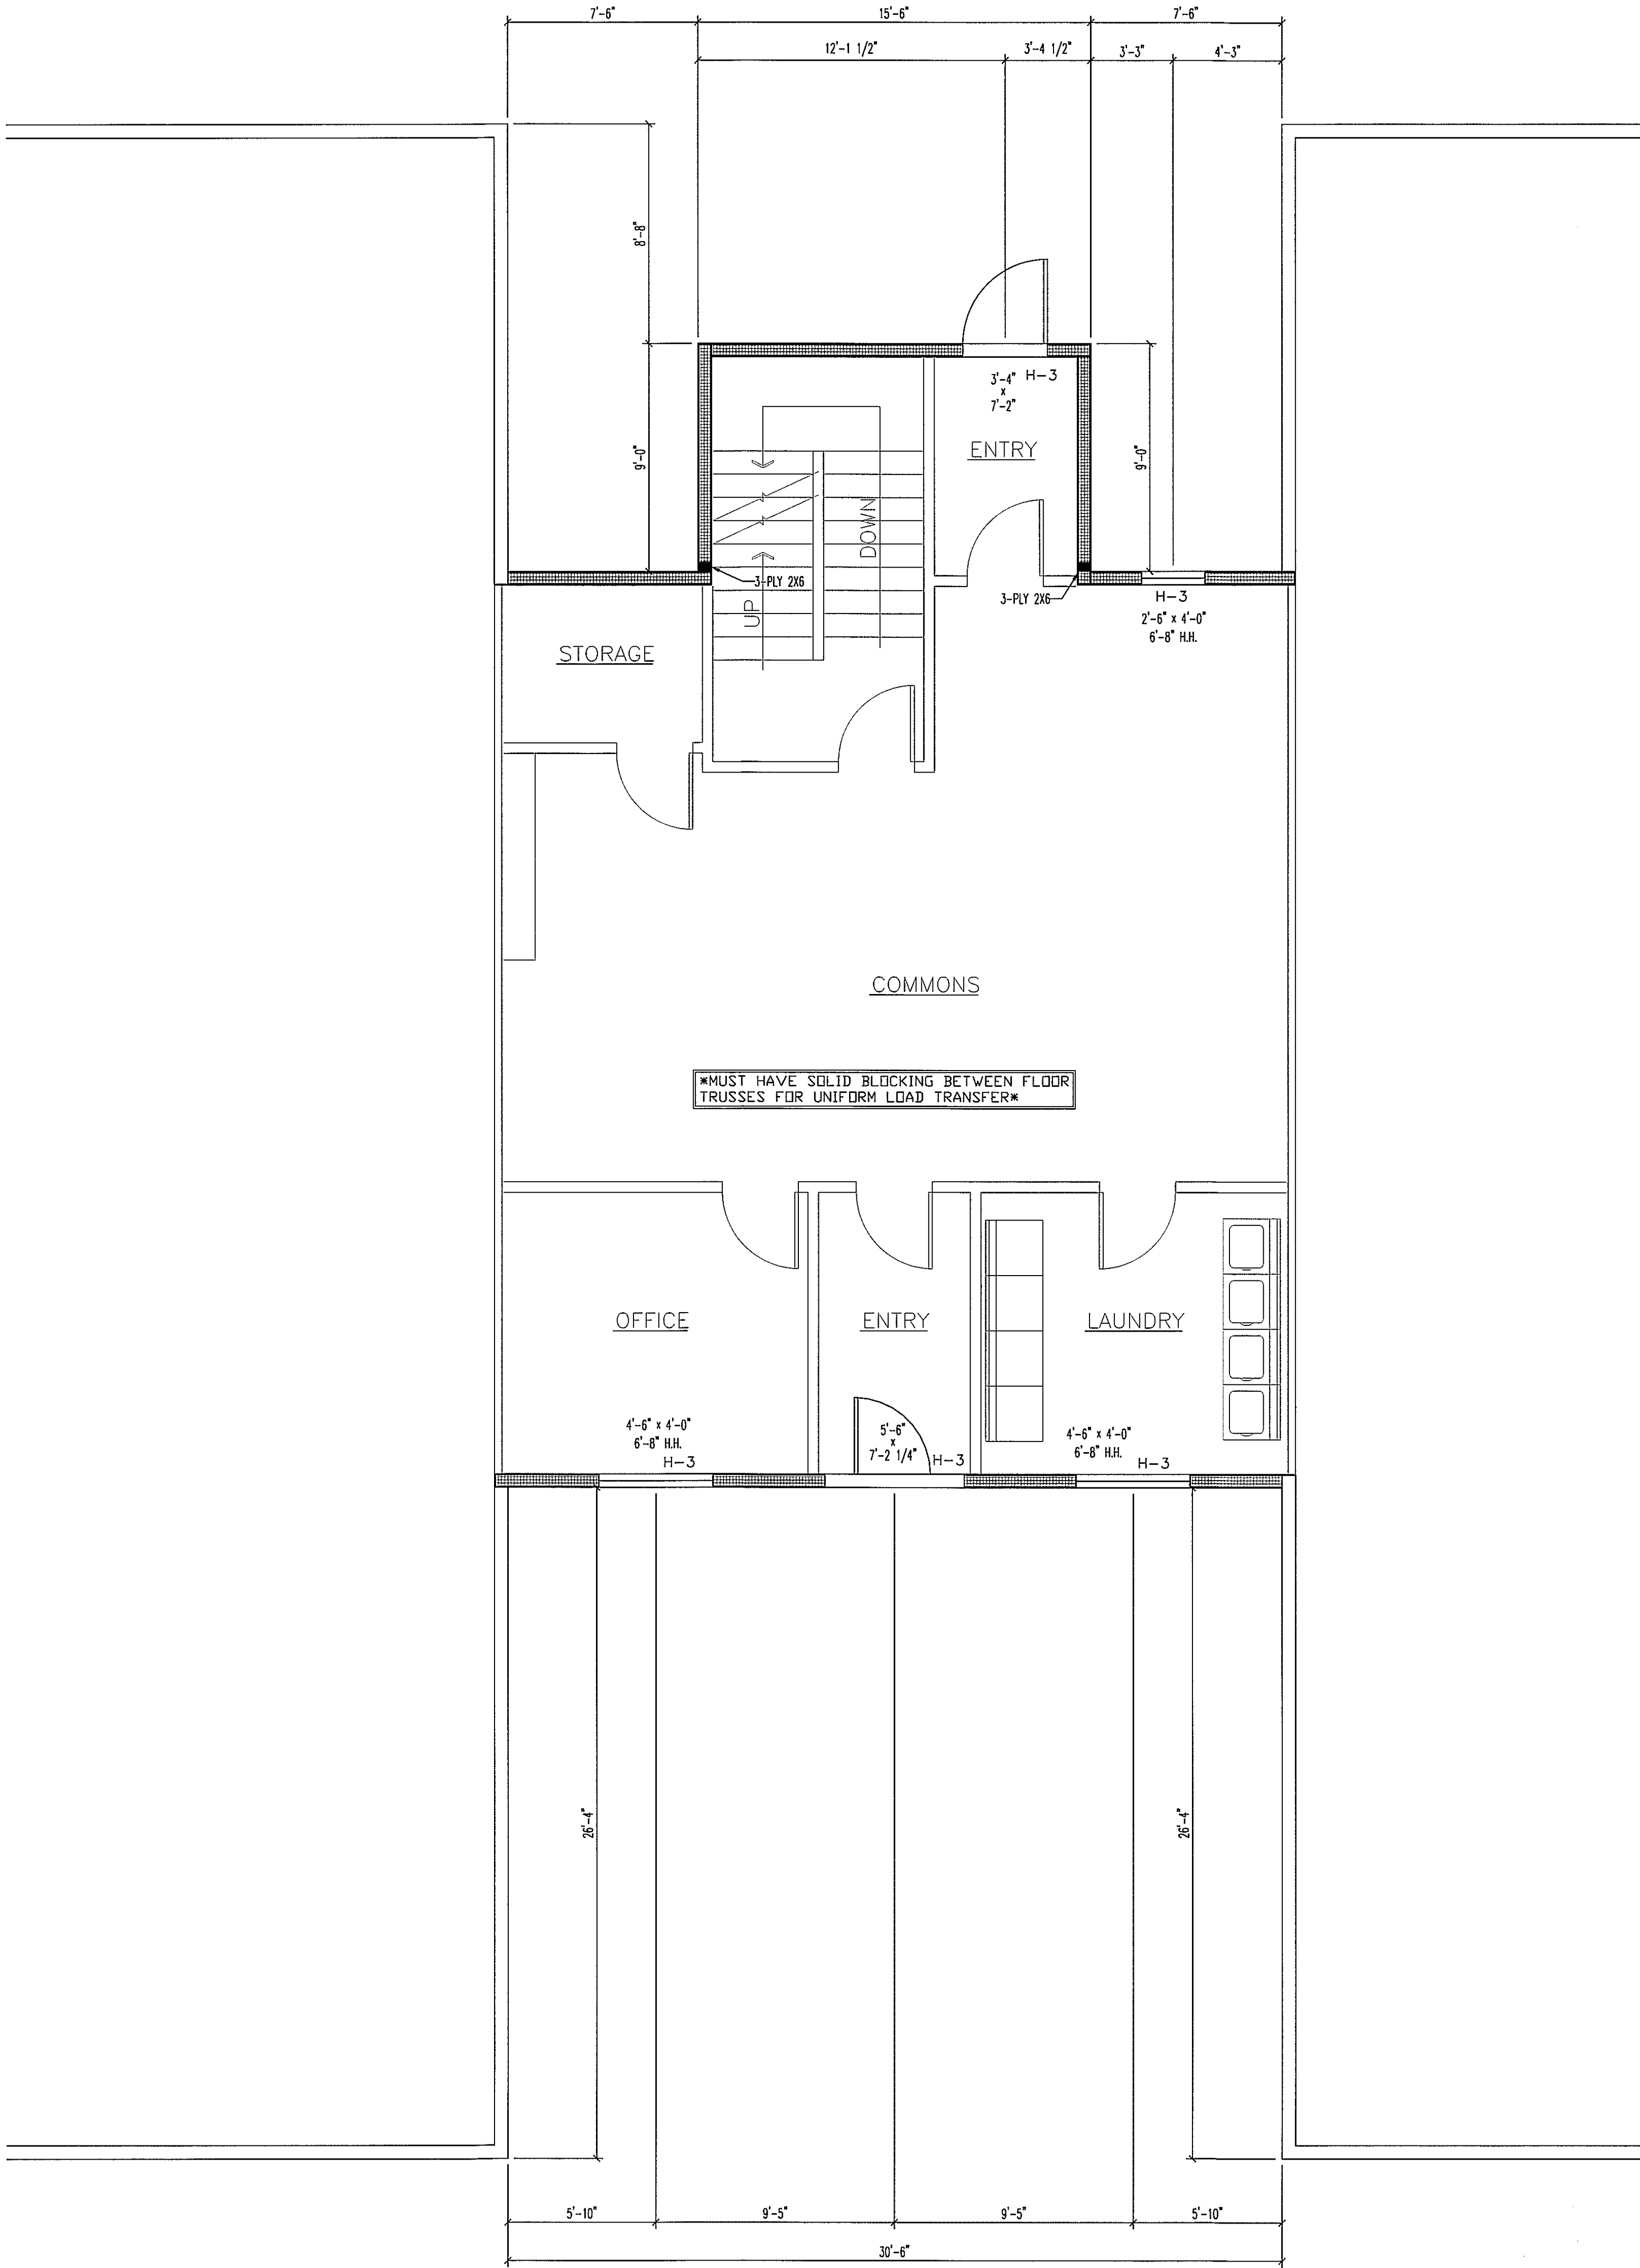 7'-6"
15'-6"
7'-6"
12'-1 1/2"
3'-4 1/2"
3'-3"
4'-3"
8'-8"
9'-0"
9'-0"
3'-4"
x
7'-2"
H-3
ENTRY
DOWN
UP
3-PLY 2X6
3-PLY 2X6
H-3
2'-6" x 4'-0"
6'-8" H.H.
STORAGE
COMMONS
*MUST HAVE SOLID BLOCKING BETWEEN FLOOR
TRUSSES FOR UNIFORM LOAD TRANSFER*
OFFICE
ENTRY
LAUNDRY
4'-6" x 4'-0"
6'-8" H.H.
H-3
5'-6"
x
7'-2 1/4"
H-3
4'-6" x 4'-0"
6'-8" H.H.
H-3
26'-4"
26'-4"
5'-10"
9'-5"
9'-5"
5'-10"
30'-6"